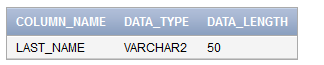 COLUMN_NAME DATA_TYPE DATA_LENGTH
LAST_NAME VARCHAR2 50